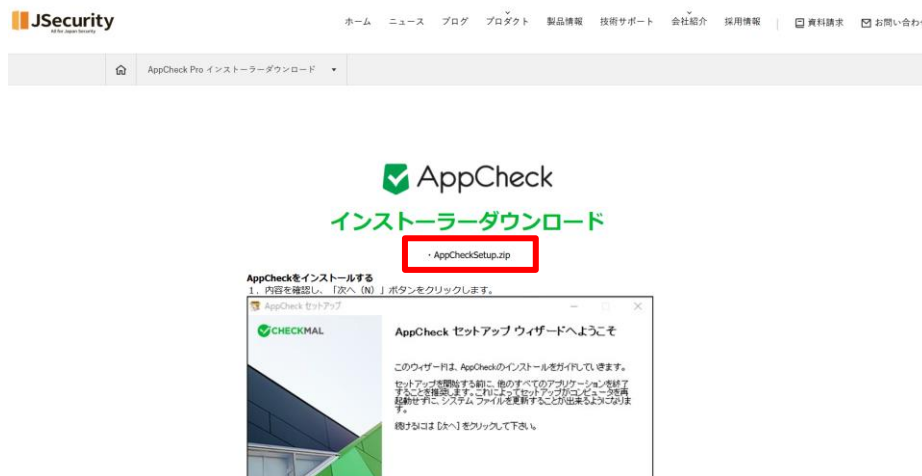 JSecurity
All for Japan Security
ホーム ニュース ブログ プロダクト 製品情報 技術サポート 会社紹介 採用情報 資料請求 お問い合わ
AppCheck Pro インストーラーダウンロード
AppCheck
インストーラーダウンロード
・AppCheckSetup.zip
AppCheckをインストールする
1. 内容を確認し、「次へ（N）」ボタンをクリックします。
AppCheck セットアップ
CHECKMAL
AppCheck セットアップ ウィザードへようこそ
このウィザードは、AppCheckのインストールをガイドしていきます。
セットアップを開始する前に、他のすべてのアプリケーションを終了
することを推奨します。これによってセットアップがコンピュータを再
起動せずに、システム ファイルを更新することが出来るようになりま
す。
続けるには [次へ] をクリックして下さい。